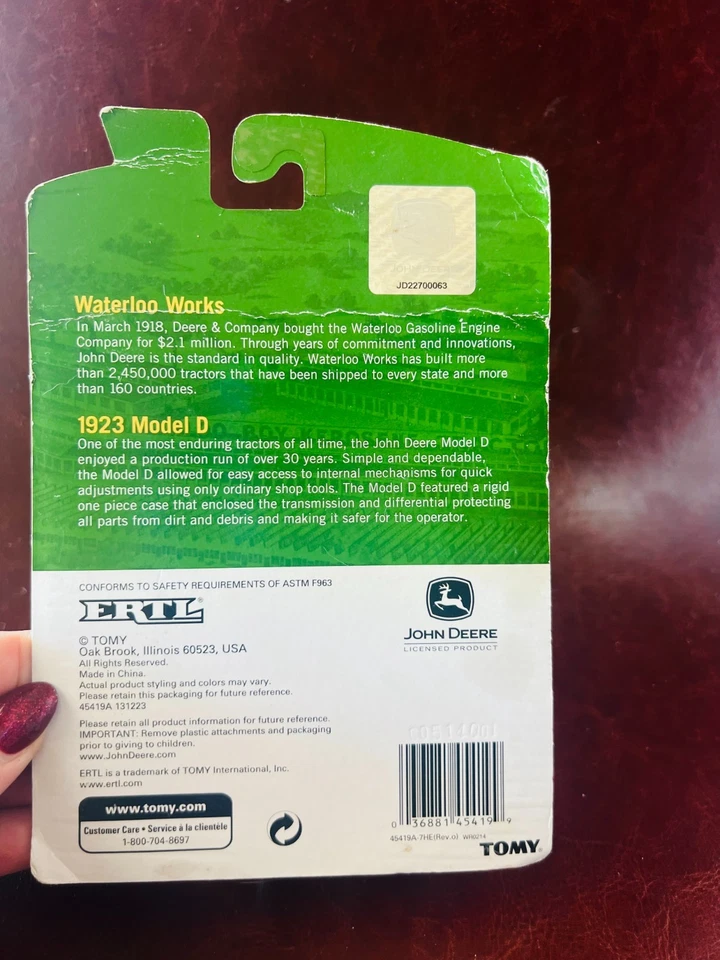 JOHN DEERE
JD22700063
Waterloo Works
In March 1918, Deere & Company bought the Waterloo Gasoline Engine
Company for $2.1 million. Through years of commitment and innovations,
John Deere is the standard in quality. Waterloo Works has built more
than 2,450,000 tractors that have been shipped to every state and more
than 160 countries.
1923 Model D
One of the most enduring tractors of all time, the John Deere Model D
enjoyed a production run of over 30 years. Simple and dependable,
the Model D allowed for easy access to internal mechanisms for quick
adjustments using only ordinary shop tools. The Model D featured a rigid
one piece case that enclosed the transmission and differential protecting
all parts from dirt and debris and making it safer for the operator.
CONFORMS TO SAFETY REQUIREMENTS OF ASTM F963
ERTL®
© TOMY
Oak Brook, Illinois 60523, USA
All Rights Reserved.
Made in China.
Actual product styling and colors may vary.
Please retain this packaging for future reference.
45419A 131223
Please retain all product information for future reference.
IMPORTANT: Remove plastic attachments and packaging
prior to giving to children.
www.JohnDeere.com
ERTL is a trademark of TOMY International, Inc.
www.ertl.com
www.tomy.com
Customer Care • Service à la clientèle
1-800-704-8697
JOHN DEERE
LICENSED PRODUCT
0 36881 45419 9
45419A-7HE(Rev.o) WH0214
TOMY